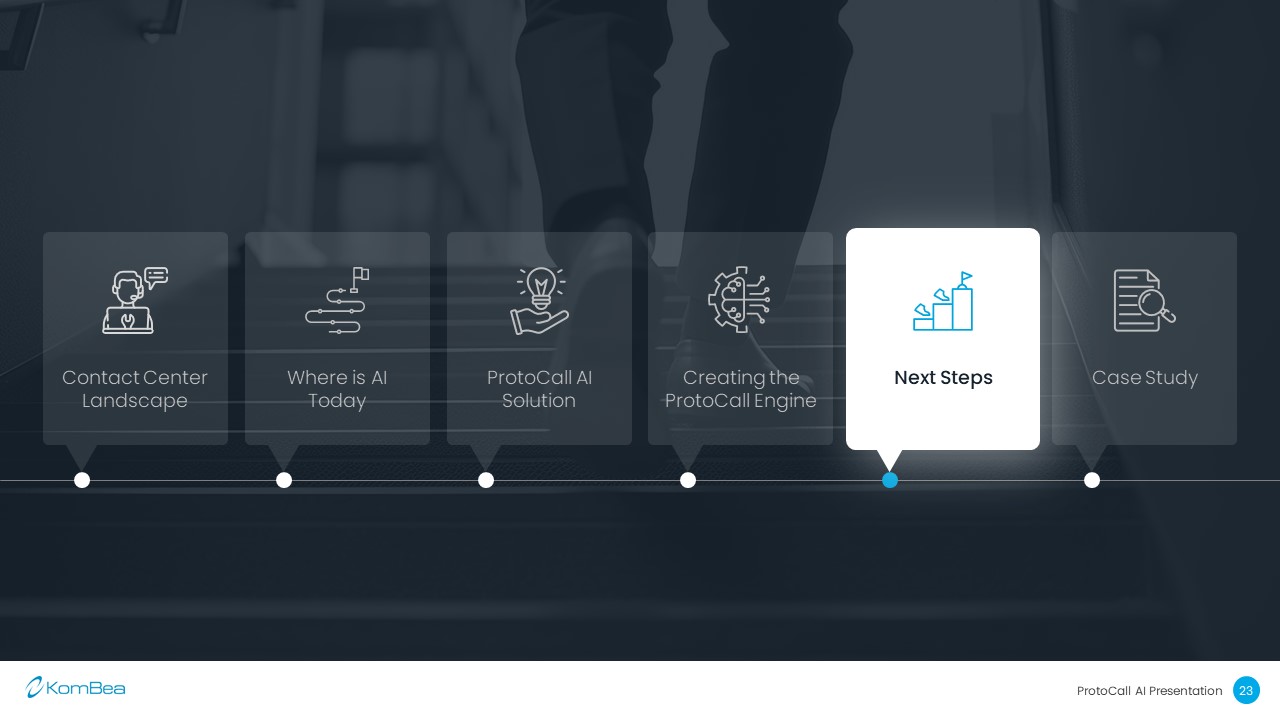 Contact Center
Landscape
Where is AI
Today
ProtoCall AI
Solution
Creating the
ProtoCall Engine
Next Steps
Case Study
KomBea
ProtoCall AI Presentation
23